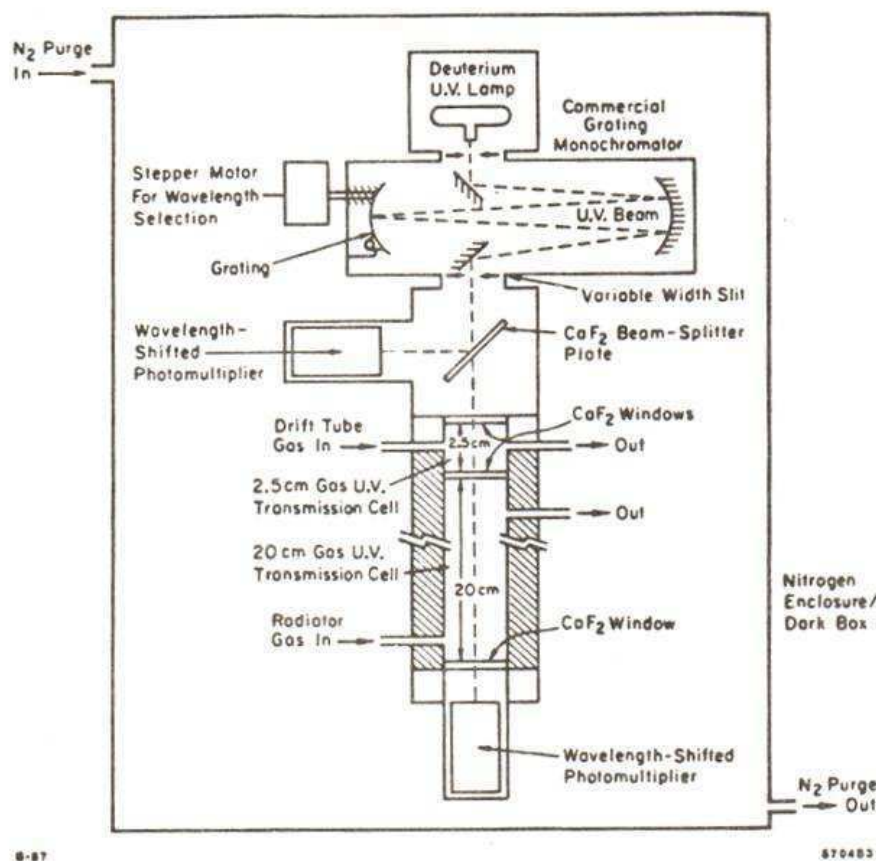 N2 Purge
In
Deuterium
U.V. Lamp
Commercial
Grating
Monochromator
Stepper Motor
For Wavelength
Selection
U.V. Beam
Grating
Variable Width Slit
Wavelength-
Shifted
Photomultiplier
CaF2 Beam-Splitter
Plate
Drift Tube
Gas In
2.5cm
CaF2 Windows
Out
2.5cm Gas U.V.
Transmission Cell
Out
20cm Gas U.V.
Transmission Cell
20cm
Nitrogen
Enclosure/
Dark Box
Radiator
Gas In
CaF2 Window
Wavelength-Shifted
Photomultiplier
N2 Purge
Out
8-87
5704B3